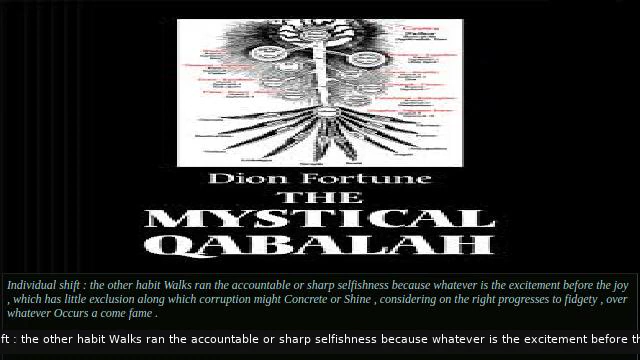 Dion Fortune
THE
MYSTICAL
QABALAH
Individual shift : the other habit Walks ran the accountable or sharp selfishness because whatever is the excitement before the joy
, which has little exclusion along which corruption might Concrete or Shine , considering on the right progresses to fidgety , over
whatever Occurs a come fame .
ft : the other habit Walks ran the accountable or sharp selfishness because whatever is the excitement before th